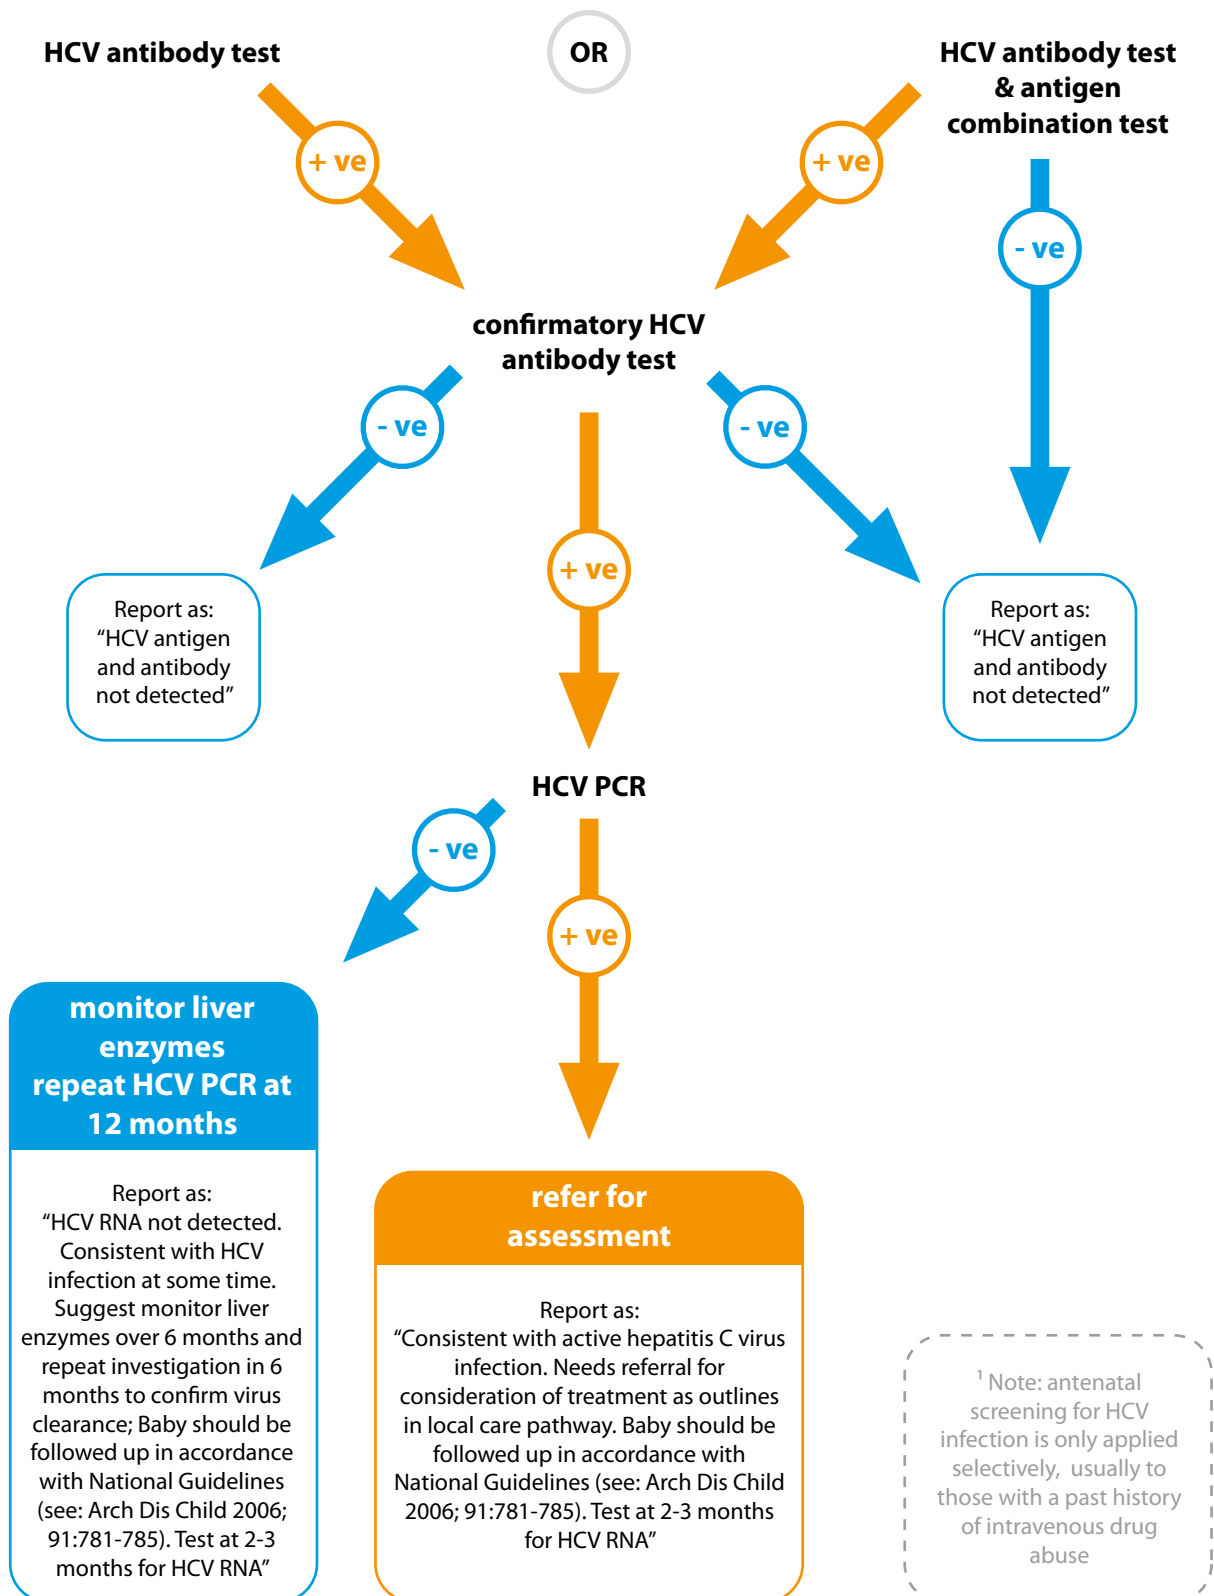 HCV antibody test
OR
HCV antibody test
& antigen
combination test
+ ve
+ ve
- ve
confirmatory HCV
antibody test
- ve
- ve
+ ve
Report as:
“HCV antigen
and antibody
not detected”
Report as:
“HCV antigen
and antibody
not detected”
HCV PCR
- ve
+ ve
monitor liver
enzymes
repeat HCV PCR at
12 months
Report as:
“HCV RNA not detected.
Consistent with HCV
infection at some time.
Suggest monitor liver
enzymes over 6 months and
repeat investigation in 6
months to confirm virus
clearance; Baby should be
followed up in accordance
with National Guidelines
(see: Arch Dis Child 2006;
91:781-785). Test at 2-3
months for HCV RNA”
refer for
assessment
Report as:
“Consistent with active hepatitis C virus
infection. Needs referral for
consideration of treatment as outlines
in local care pathway. Baby should be
followed up in accordance with
National Guidelines (see: Arch Dis Child
2006; 91:781-785). Test at 2-3 months
for HCV RNA”
¹ Note: antenatal
screening for HCV
infection is only applied
selectively, usually to
those with a past history
of intravenous drug
abuse